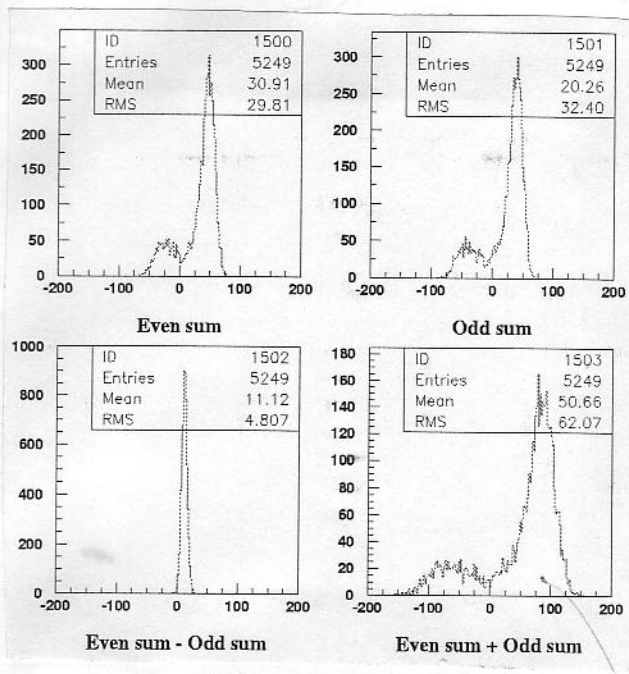 ID 1500
Entries 5249
Mean 30.91
RMS 29.81
300
250
200
150
100
50
0
-200 -100 0 100 200
Even sum
ID 1501
Entries 5249
Mean 20.26
RMS 32.40
300
250
200
150
100
50
0
-200 -100 0 100 200
Odd sum
ID 1502
Entries 5249
Mean 11.12
RMS 4.807
1000
800
600
400
200
0
-200 -100 0 100 200
Even sum - Odd sum
ID 1503
Entries 5249
Mean 50.66
RMS 62.07
180
160
140
120
100
80
60
40
20
0
-200 -100 0 100 200
Even sum + Odd sum